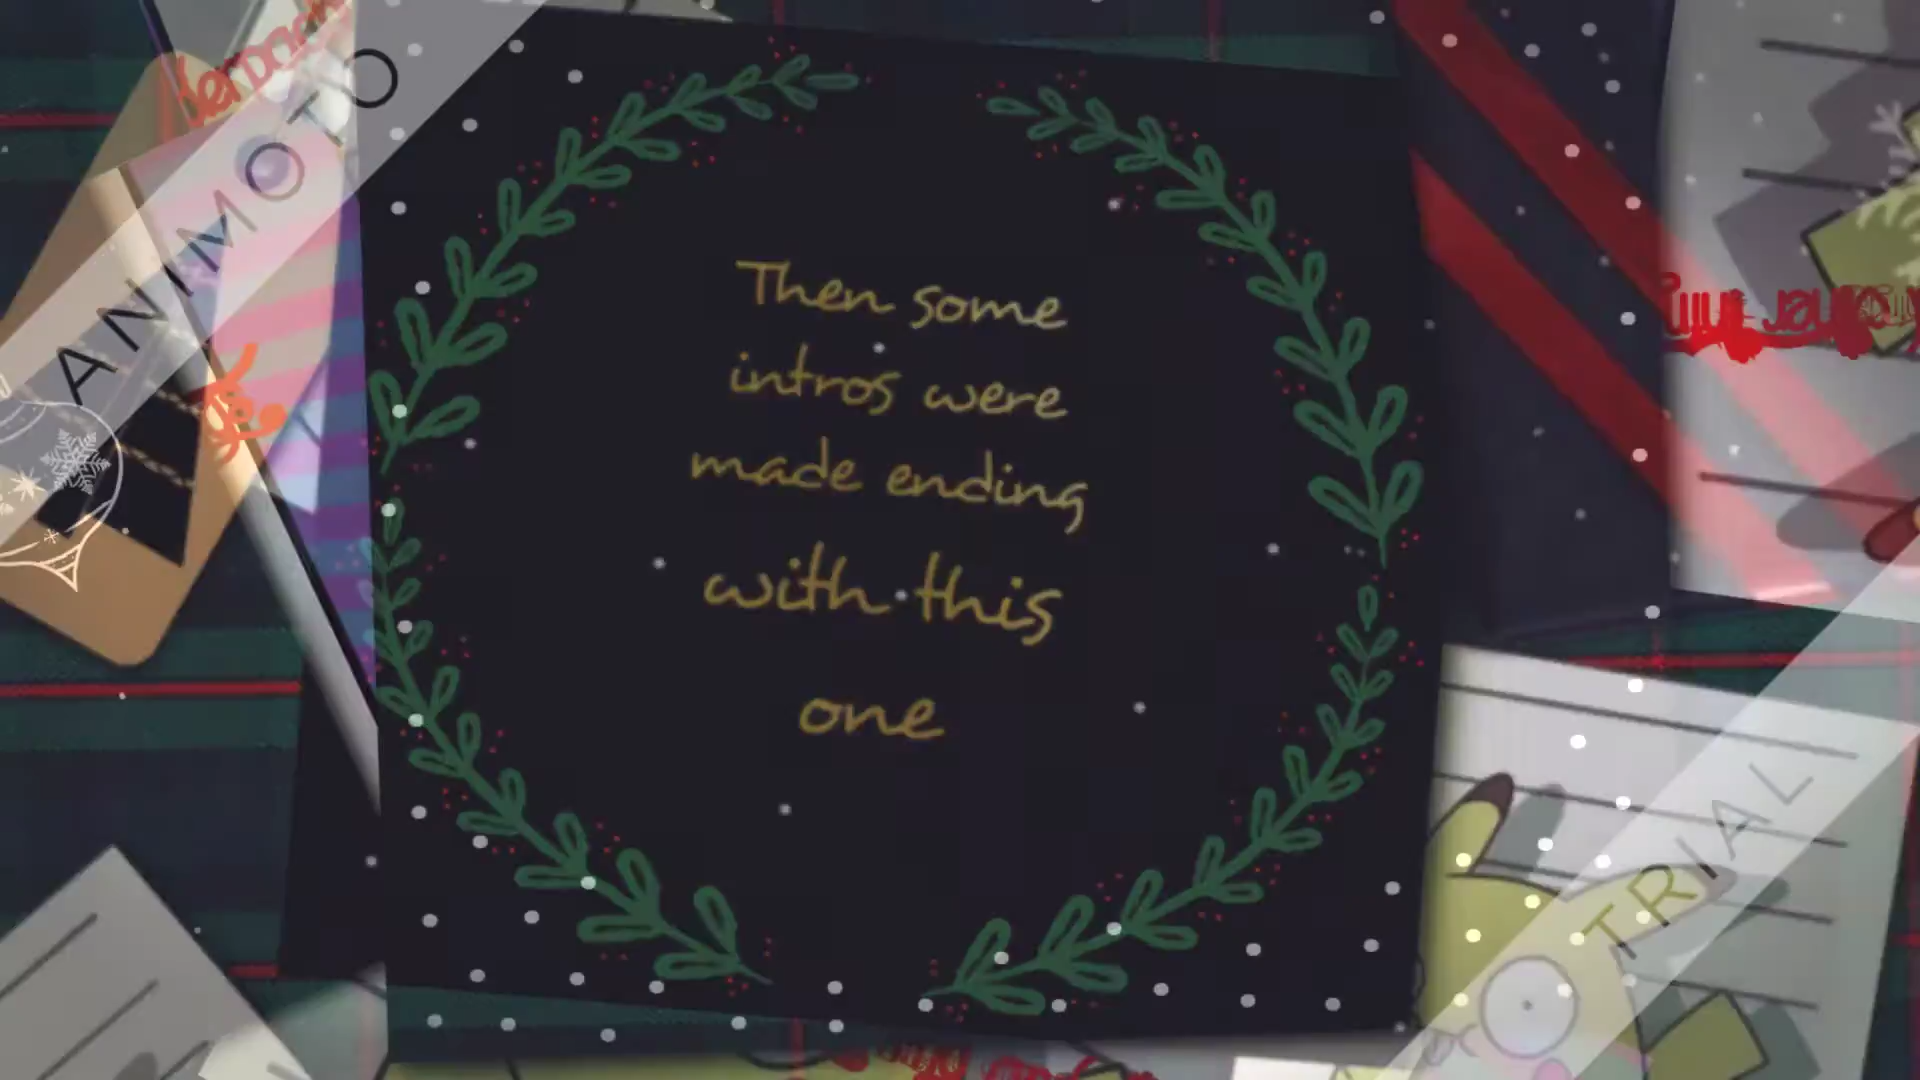 ANIMOTO
Then some
intros were
made ending
with this
one
TRIAL